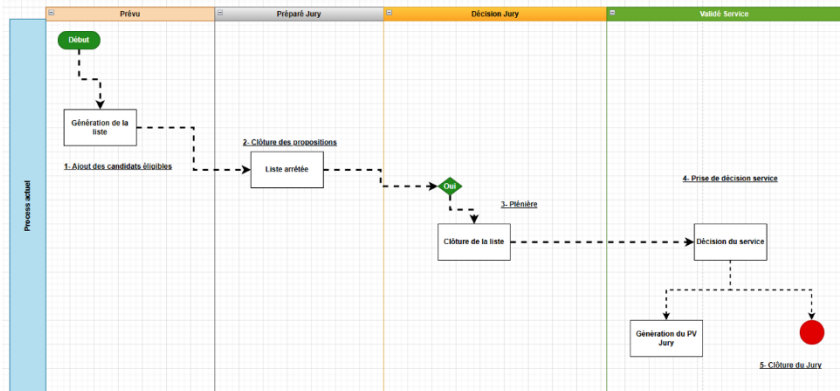 Prévu
Préparé Jury
Décision Jury
Validé Service
Process actuel
Début
Génération de la
liste
1- Ajout des candidats éligibles
2- Clôture des propositions
Liste arrêtée
Oui
3- Plénière
Clôture de la liste
4- Prise de décision service
Décision du service
Génération du PV
Jury
5- Clôture du Jury